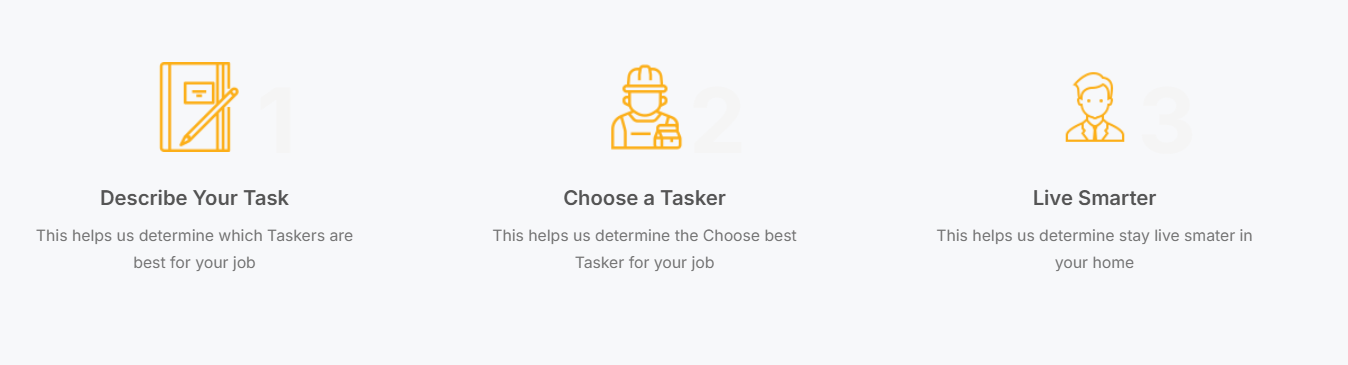 1
2
3
Describe Your Task
This helps us determine which Taskers are
best for your job
Choose a Tasker
This helps us determine the Choose best
Tasker for your job
Live Smarter
This helps us determine stay live smater in
your home